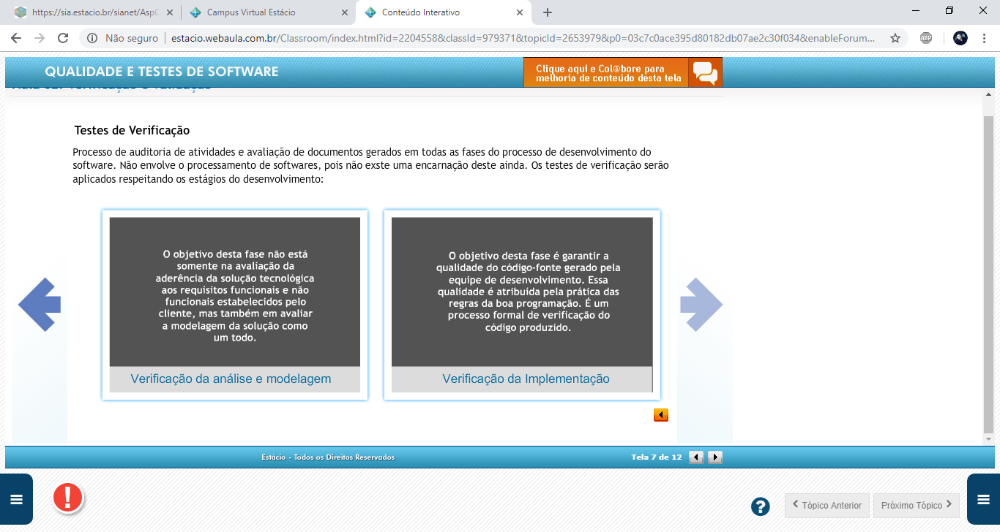 https://sia.estacio.br/sianet/AspC
Campus Virtual Estácio
Conteúdo Interativo
Não seguro
estacio.webaula.com.br/Classroom/index.html?id=2204558&classId=979371&topicId=2653979&p0=03c7c0ace395d80182db07ae2c30f034&enableForum...
ABP
QUALIDADE E TESTES DE SOFTWARE
Clique aqui e Col@bore para
melhoria de conteúdo desta tela
Aula 02: Verificação e Validação
Testes de Verificação
Processo de auditoria de atividades e avaliação de documentos gerados em todas as fases do processo de desenvolvimento do
software. Não envolve o processamento de softwares, pois não exste uma encarnação deste ainda. Os testes de verificação serão
aplicados respeitando os estágios do desenvolvimento:
O objetivo desta fase não está
somente na avaliação da
aderência da solução tecnológica
aos requisitos funcionais e não
funcionais estabelecidos pelo
cliente, mas também em avaliar
a modelagem da solução como
um todo.
Verificação da análise e modelagem
O objetivo desta fase é garantir a
qualidade do código-fonte gerado pela
equipe de desenvolvimento. Essa
qualidade é atribuída pela prática das
regras da boa programação. É um
processo formal de verificação do
código produzido.
Verificação da Implementação
Estácio - Todos os Direitos Reservados
Tela 7 de 12
Tópico Anterior
Próximo Tópico